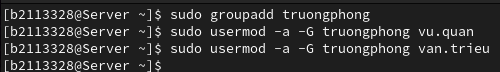 [b2113328@Server ~]$ sudo groupadd truongphong
[b2113328@Server ~]$ sudo usermod -a -G truongphong vu.quan
[b2113328@Server ~]$ sudo usermod -a -G truongphong van.trieu
[b2113328@Server ~]$